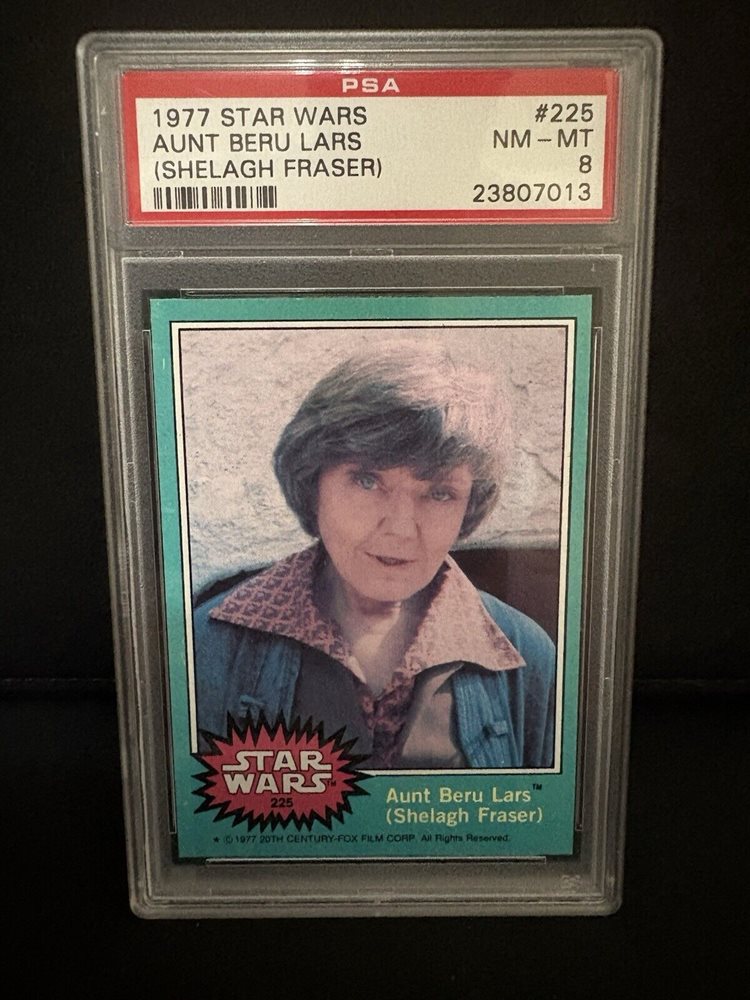 PSA
1977 STAR WARS #225
AUNT BERU LARS NM - MT
(SHELAGH FRASER) 8
23807013
STAR
WARS™
225
Aunt Beru Lars™
(Shelagh Fraser)
★ © 1977 20TH CENTURY-FOX FILM CORP. All Rights Reserved.